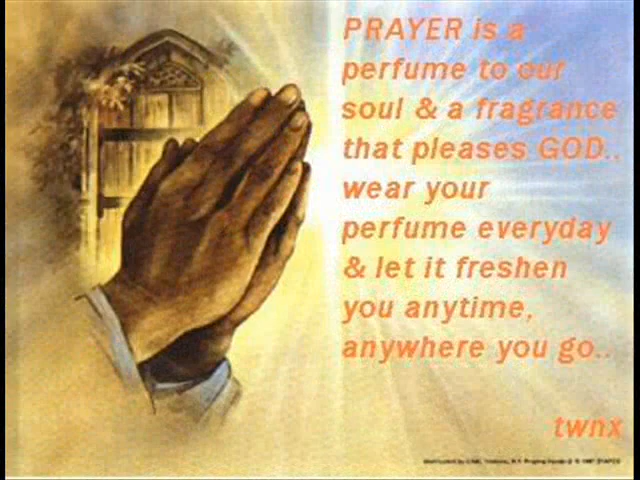 PRAYER is a
perfume to our
soul & a fragrance
that pleases GOD..
wear your
perfume everyday
& let it freshen
you anytime,
anywhere you go..
twnx